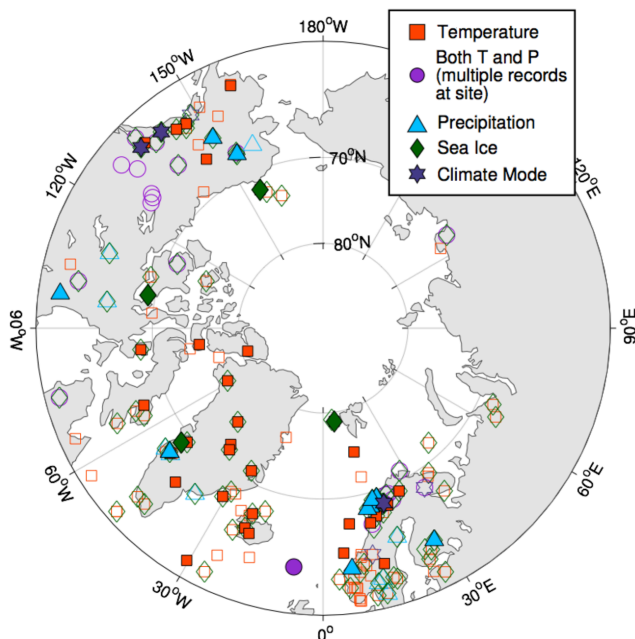 180°W
150°W
120°W
90°W
60°W
30°W
0°
30°E
60°E
90°E
120°E
70°N
80°N
Temperature
Both T and P
(multiple records
at site)
Precipitation
Sea Ice
Climate Mode